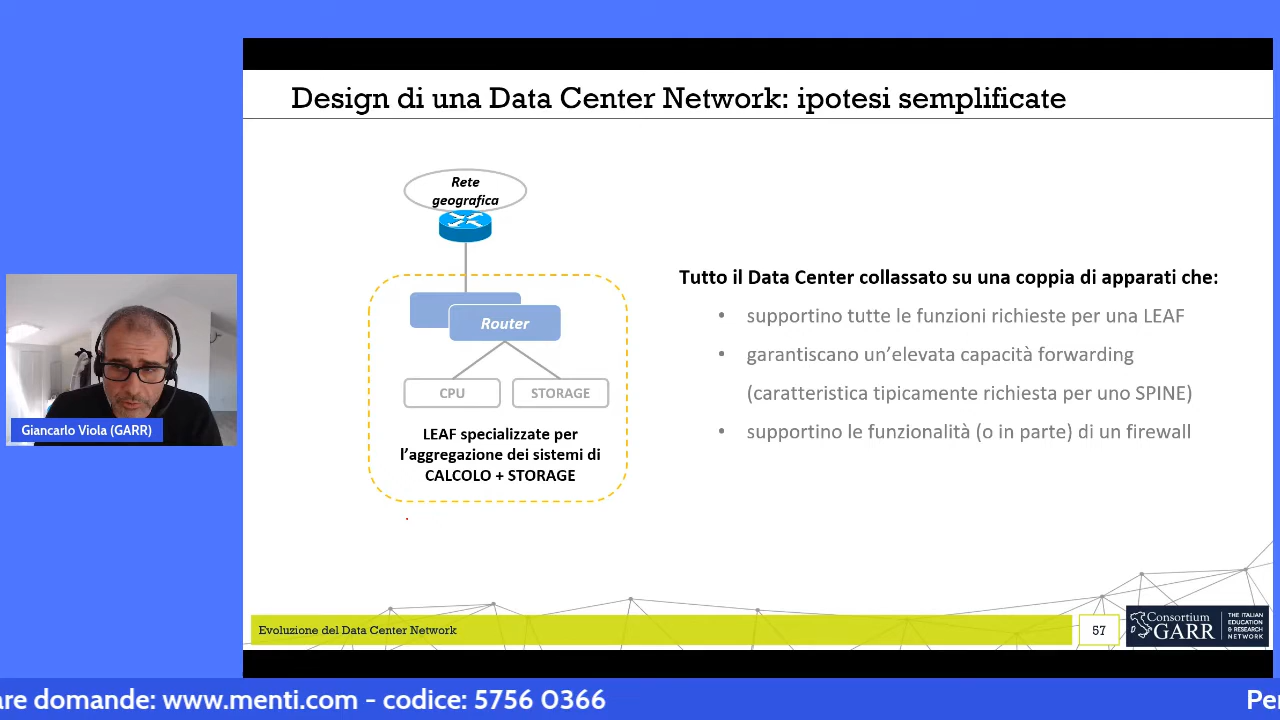 Design di una Data Center Network: ipotesi semplificate
Rete
geografica
Router
CPU
STORAGE
LEAF specializzate per
l'aggregazione dei sistemi di
CALCOLO + STORAGE
Tutto il Data Center collassato su una coppia di apparati che:
• supportino tutte le funzioni richieste per una LEAF
• garantiscano un'elevata capacità forwarding
(caratteristica tipicamente richiesta per uno SPINE)
• supportino le funzionalità (o in parte) di un firewall
Giancarlo Viola (GARR)
Evoluzione del Data Center Network
57
Consortium
GARR
THE ITALIAN
EDUCATION
& RESEARCH
NETWORK
are domande: www.menti.com - codice: 5756 0366
Per